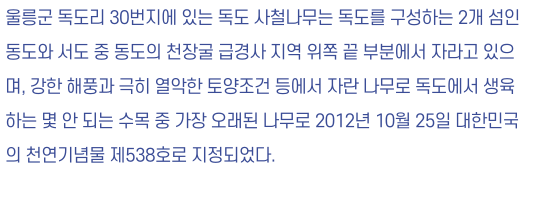 울릉군 독도리 30번지에 있는 독도 사철나무는 독도를 구성하는 2개 섬인
동도와 서도 중 동도의 천장굴 급경사 지역 위쪽 끝 부분에서 자라고 있으
며, 강한 해풍과 극히 열악한 토양조건 등에서 자란 나무로 독도에서 생육
하는 몇 안 되는 수목 중 가장 오래된 나무로 2012년 10월 25일 대한민국
의 천연기념물 제538호로 지정되었다.